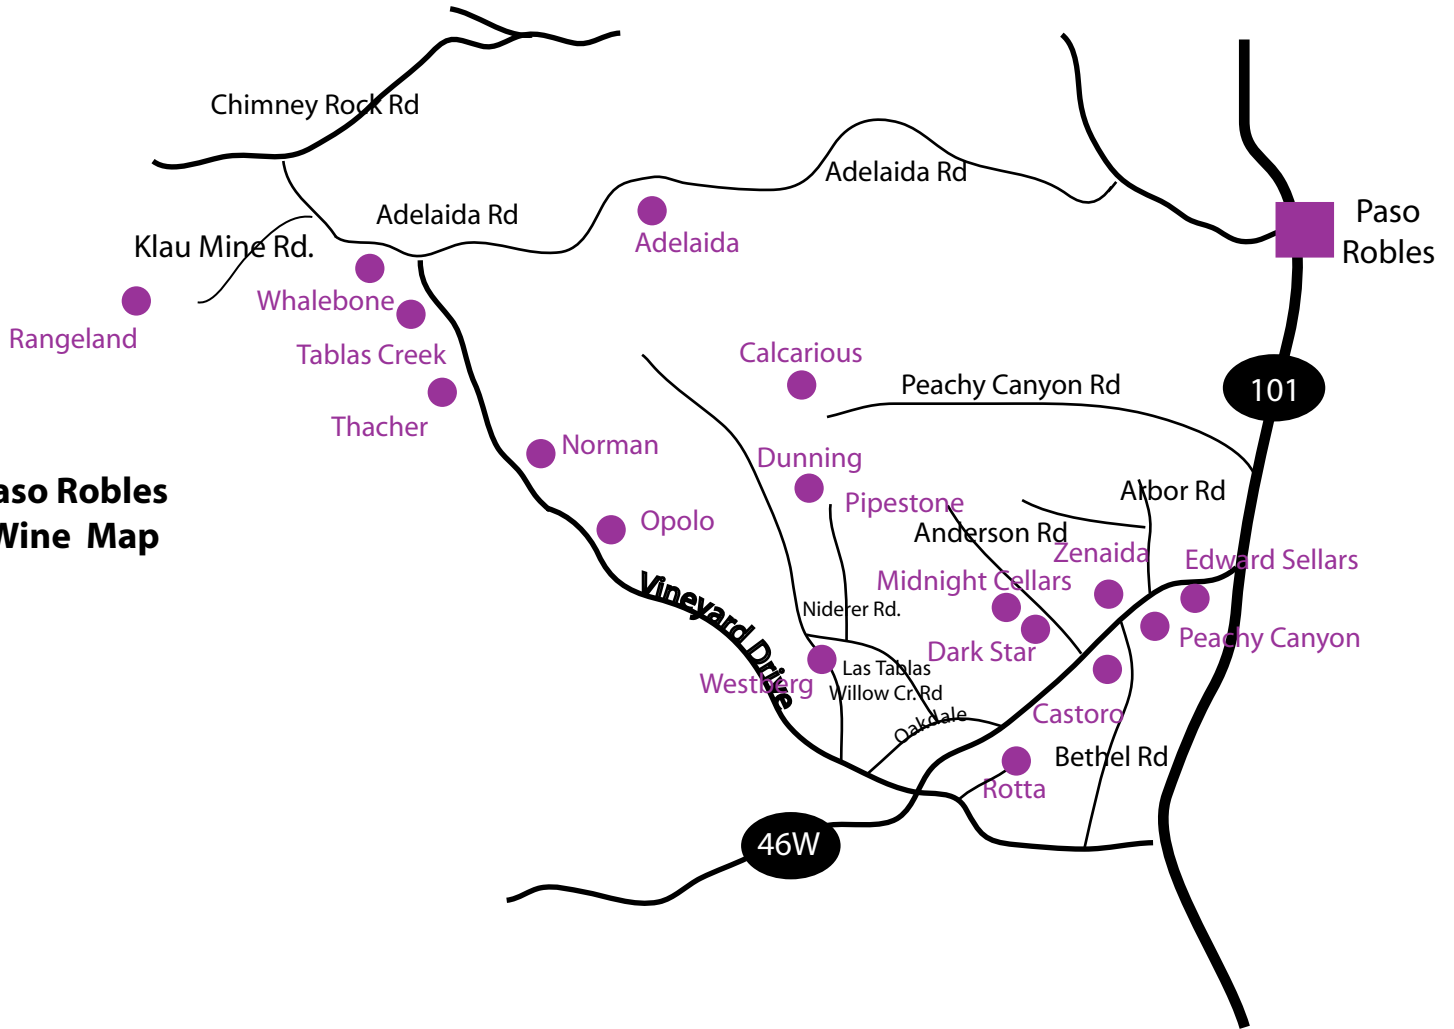 Chimney Rock Rd
Adelaida Rd
Adelaida Rd
Paso
Robles
Klau Mine Rd.
Adelaida
Whalebone
Rangeland
Tablas Creek
Calcarious
Peachy Canyon Rd
101
Thacher
Norman
Dunning
aso Robles
Wine Map
Arbor Rd
Pipestone
Opolo
Anderson Rd
Zenaida
Edward Sellars
Midnight Cellars
Vineyard Drive
Niderer Rd.
Peachy Canyon
Dark Star
Las Tablas
Willow Cr. Rd
Westberg
Castoro
Oakdale
Bethel Rd
Rotta
46W